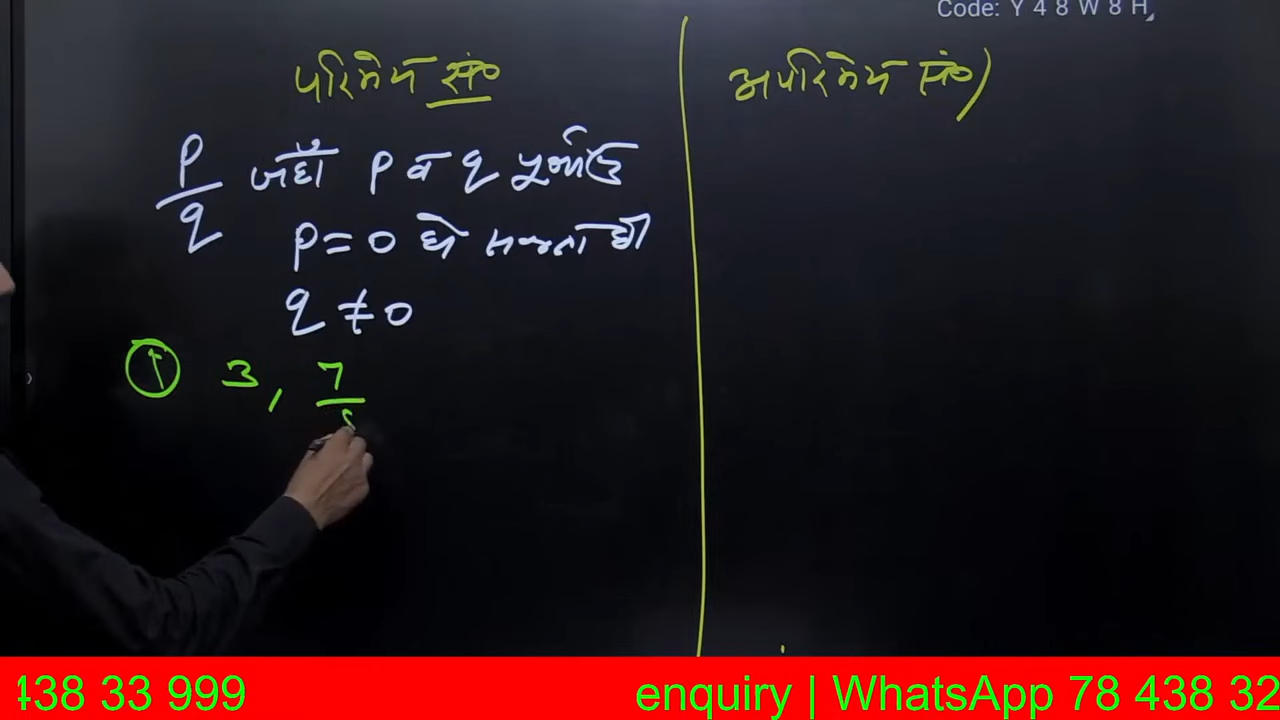 Code: Y 4 8 W 8 H
परिमेय सं०
अपरिमेय सं०)
p/q जहाँ p व q पूर्णांक
p = 0 हो सकता है
q ≠ 0
① 3, 7/
438 33 999 enquiry | WhatsApp 78 438 32